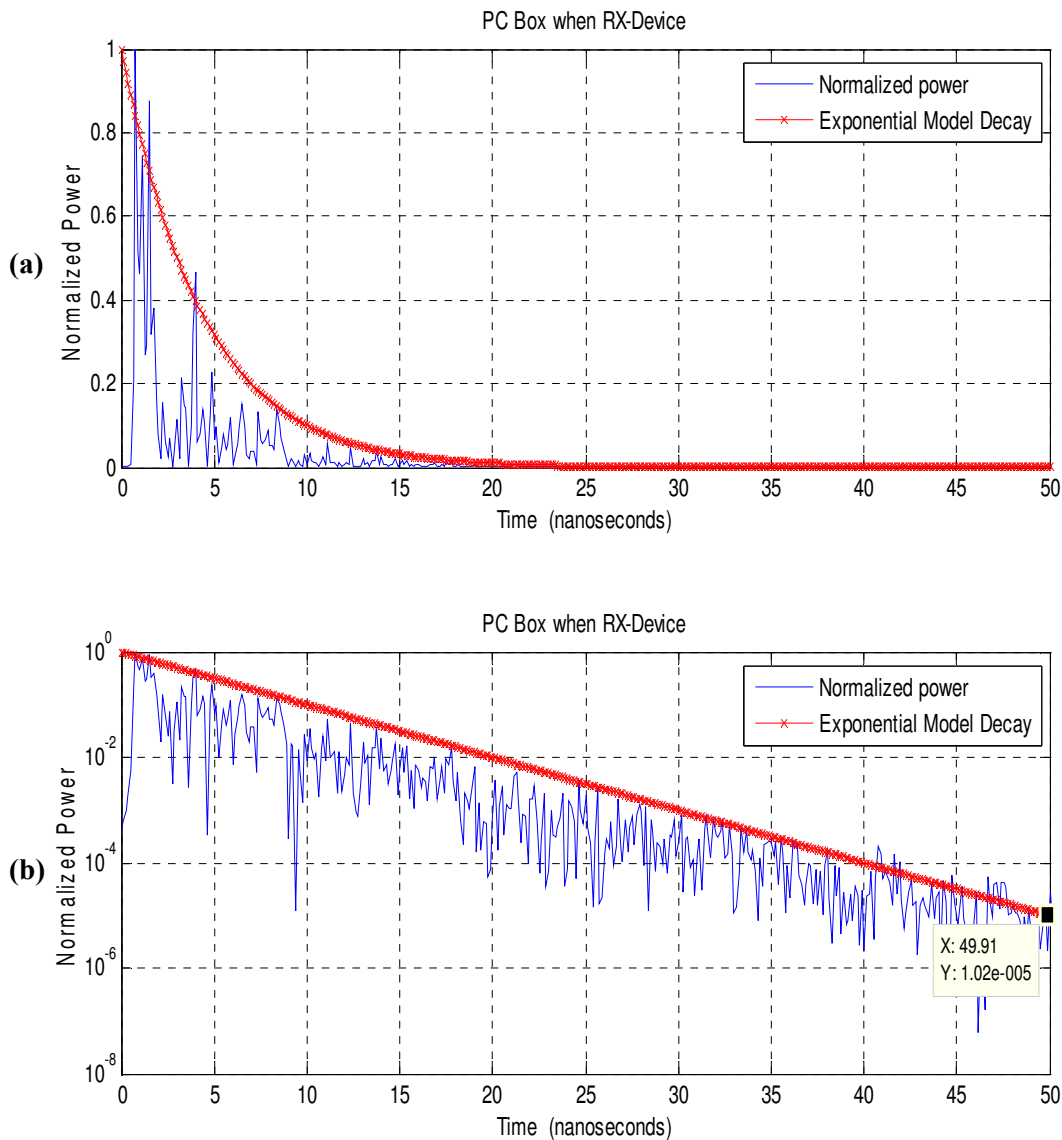 PC Box when RX-Device
Normalized power
Exponential Model Decay
1
0.8
0.6
0.4
0.2
0
(a)
Normalized Power
0 5 10 15 20 25 30 35 40 45 50
Time (nanoseconds)
PC Box when RX-Device
Normalized power
Exponential Model Decay
10^0
10^-2
10^-4
10^-6
10^-8
(b)
Normalized Power
X: 49.91
Y: 1.02e-005
0 5 10 15 20 25 30 35 40 45 50
Time (nanoseconds)